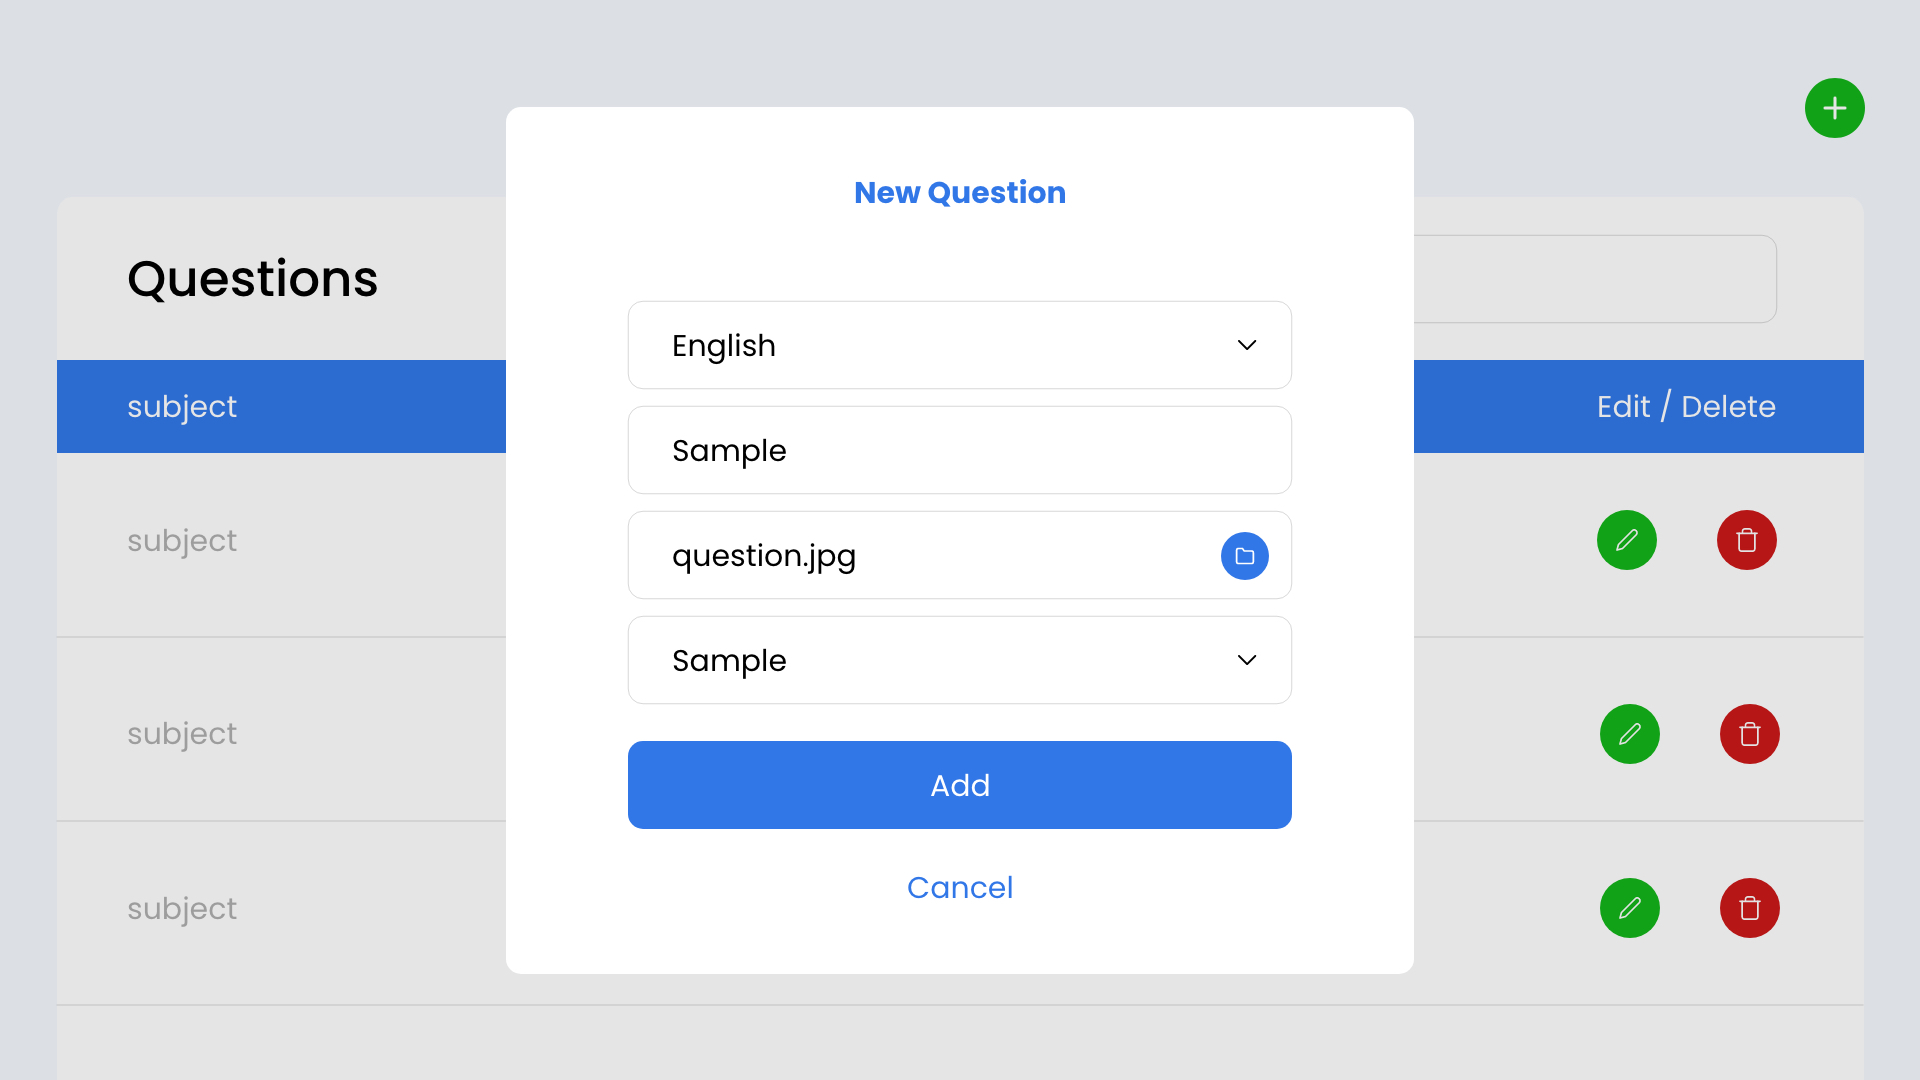 New Question
Questions
English
subject
Edit / Delete
Sample
subject
question.jpg
Sample
subject
Add
Cancel
subject